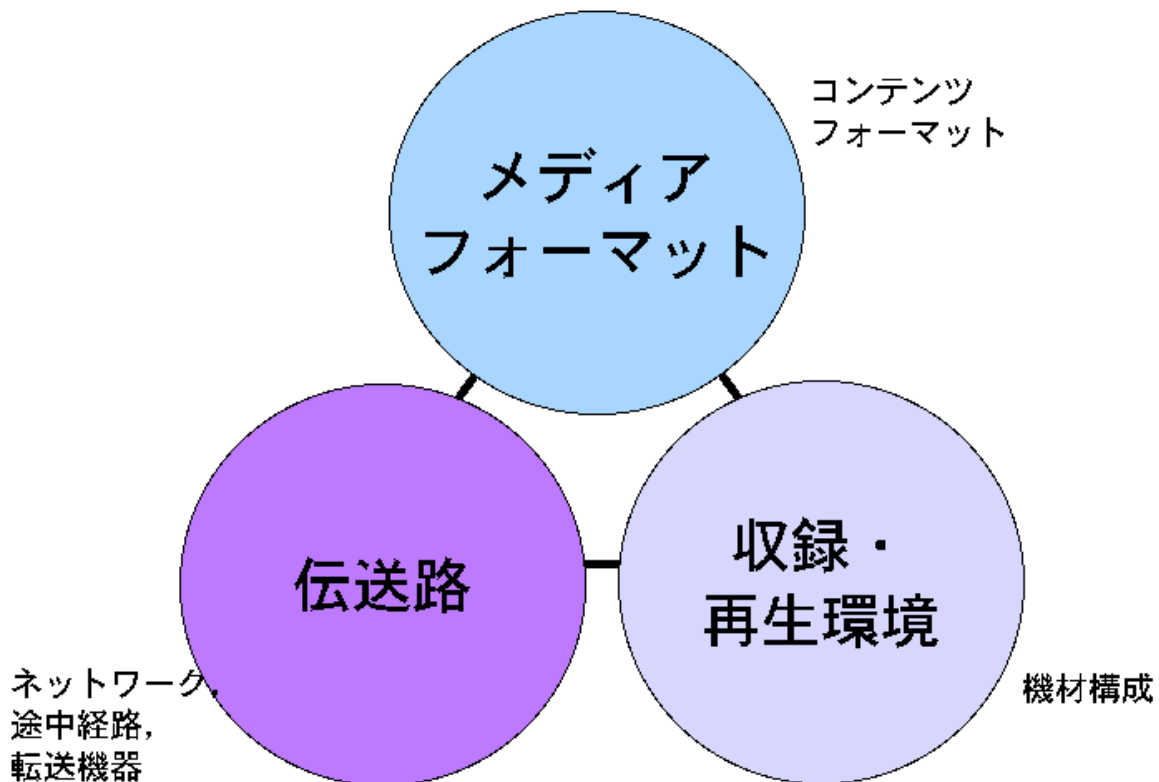 コンテンツ
フォーマット
メディア
フォーマット
伝送路
収録・
再生環境
ネットワーク,
途中経路,
転送機器
機材構成